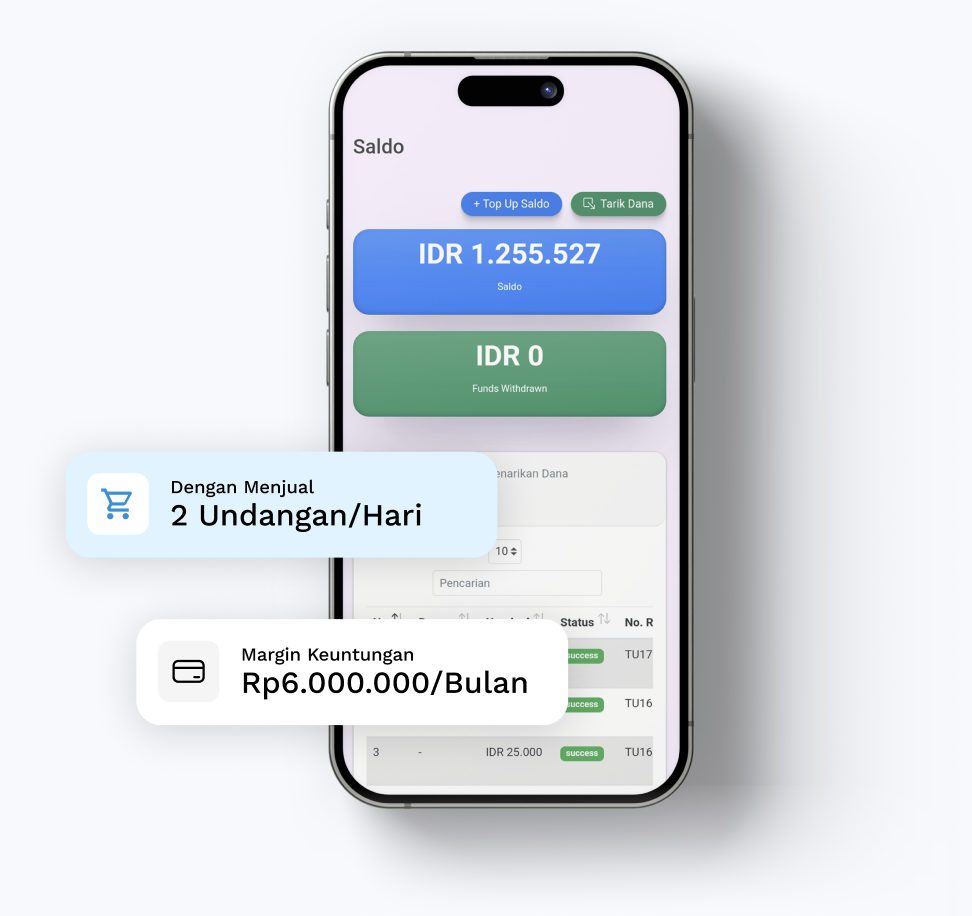 Saldo
+ Top Up Saldo
Tarik Dana
IDR 1.255.527
Saldo
IDR 0
Funds Withdrawn
Dana
Dengan Menjual
2 Undangan/Hari
10
Pencarian
Status
No. R
success
TU17
Margin Keuntungan
Rp6.000.000/Bulan
success
TU16
3 - IDR 25.000 success TU16